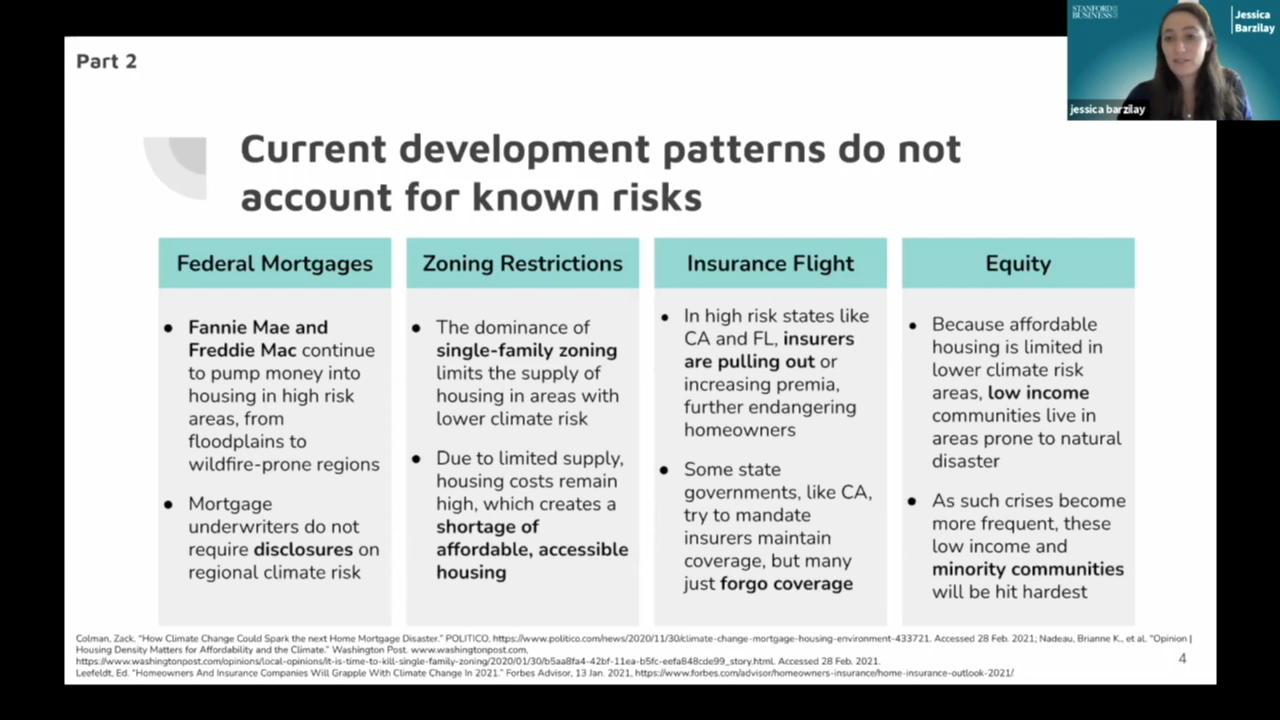 Part 2
STANFORD
BUSINESS
Jessica
Barzilay
jessica barzilay
Current development patterns do not
account for known risks
Federal Mortgages
● Fannie Mae and
Freddie Mac continue
to pump money into
housing in high risk
areas, from
floodplains to
wildfire-prone regions
● Mortgage
underwriters do not
require disclosures on
regional climate risk
Zoning Restrictions
● The dominance of
single-family zoning
limits the supply of
housing in areas with
lower climate risk
● Due to limited supply,
housing costs remain
high, which creates a
shortage of
affordable, accessible
housing
Insurance Flight
● In high risk states like
CA and FL, insurers
are pulling out or
increasing premia,
further endangering
homeowners
● Some state
governments, like CA,
try to mandate
insurers maintain
coverage, but many
just forgo coverage
Equity
● Because affordable
housing is limited in
lower climate risk
areas, low income
communities live in
areas prone to natural
disaster
● As such crises become
more frequent, these
low income and
minority communities
will be hit hardest
Colman, Zack. "How Climate Change Could Spark the next Home Mortgage Disaster." POLITICO, https://www.politico.com/news/2020/11/30/climate-change-mortgage-housing-environment-433721. Accessed 28 Feb. 2021; Nadeau, Brianne K., et al. "Opinion |
Housing Density Matters for Affordability and the Climate." Washington Post. www.washingtonpost.com,
https://www.washingtonpost.com/opinions/local-opinions/it-is-time-to-kill-single-family-zoning/2020/01/30/b5aa8fa4-42bf-11ea-b5fc-eefa848cde99_story.html. Accessed 28 Feb. 2021.
Leefeldt, Ed. "Homeowners And Insurance Companies Will Grapple With Climate Change In 2021." Forbes Advisor, 13 Jan. 2021, https://www.forbes.com/advisor/homeowners-insurance/home-insurance-outlook-2021/
4